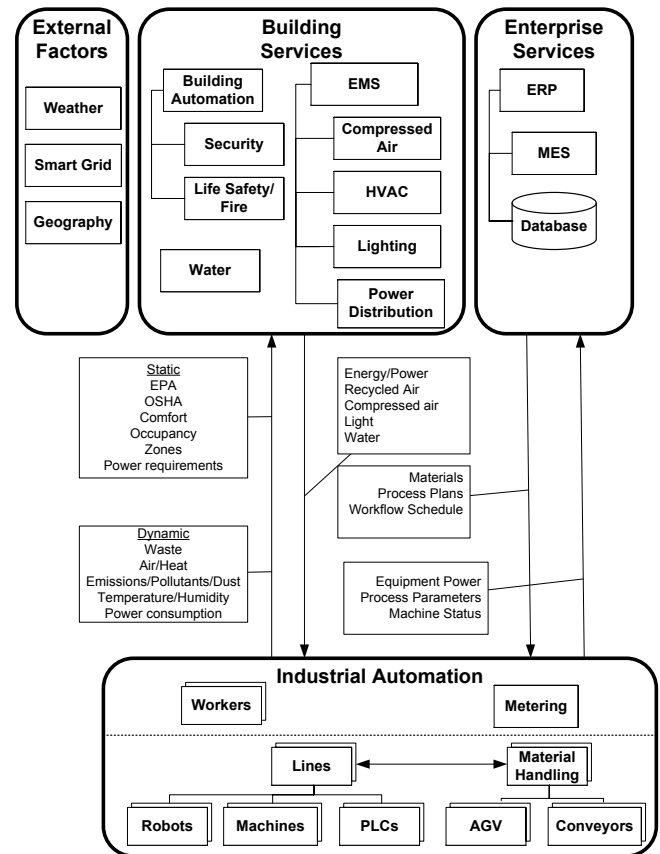 External
Factors
Weather
Smart Grid
Geography
Building
Services
Building
Automation
Security
Life Safety/
Fire
Water
EMS
Compressed
Air
HVAC
Lighting
Power
Distribution
Enterprise
Services
ERP
MES
Database
Static
EPA
OSHA
Comfort
Occupancy
Zones
Power requirements
Energy/Power
Recycled Air
Compressed air
Light
Water
Materials
Process Plans
Workflow Schedule
Dynamic
Waste
Air/Heat
Emissions/Pollutants/Dust
Temperature/Humidity
Power consumption
Equipment Power
Process Parameters
Machine Status
Industrial Automation
Workers
Metering
Lines
Material
Handling
Robots
Machines
PLCs
AGV
Conveyors